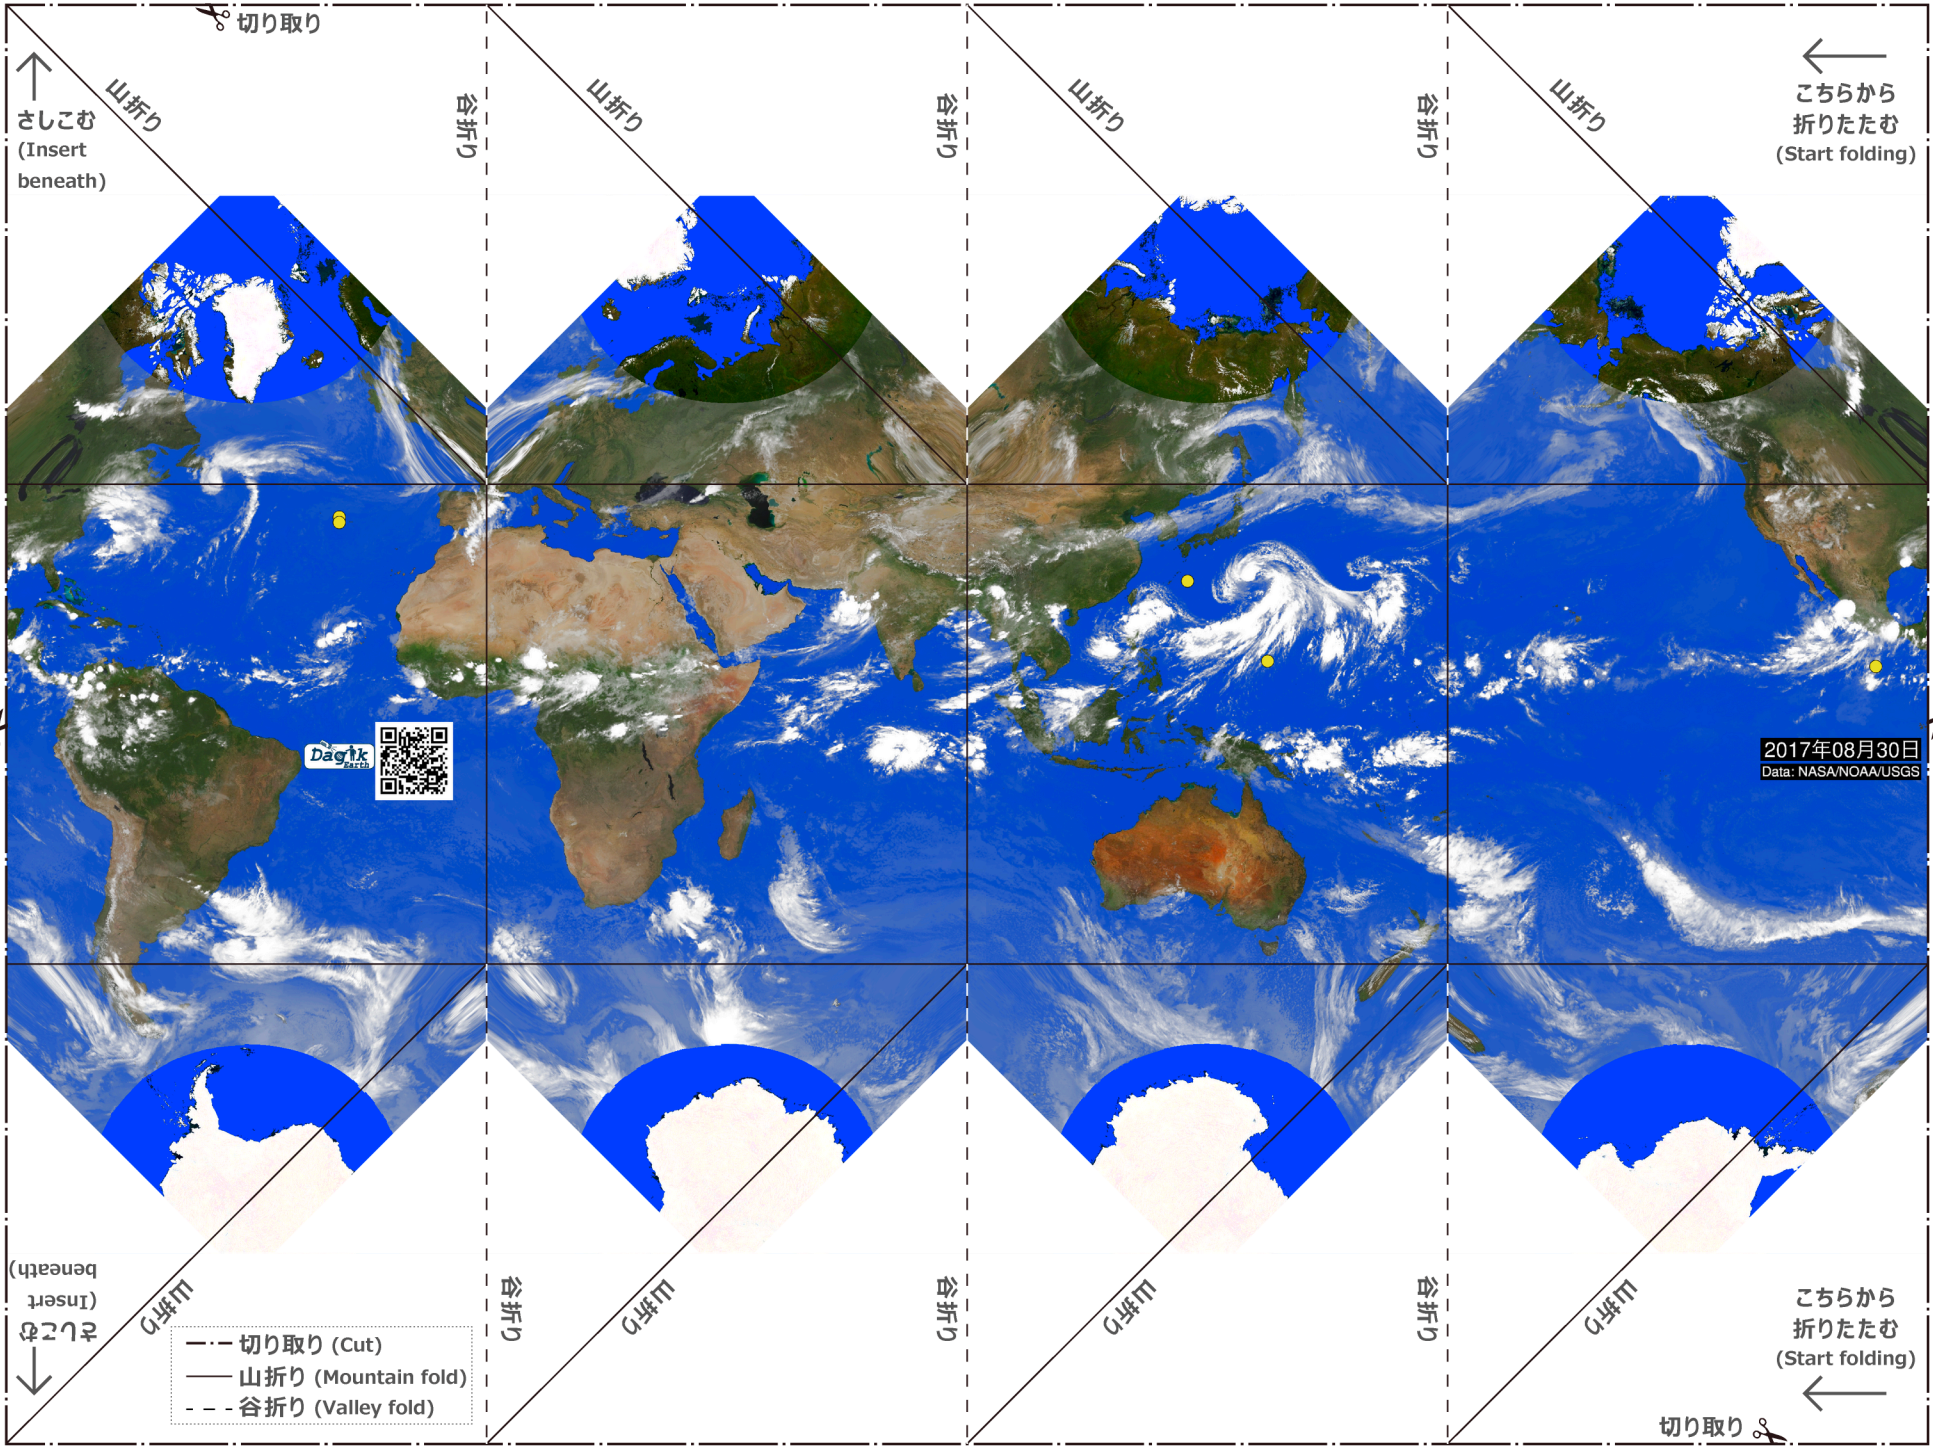 切り取り
山折り
谷折り
山折り
谷折り
山折り
谷折り
山折り
さしこむ
(Insert
beneath)
こちらから
折りたたむ
(Start folding)
Dagik
Earth
2017年08月30日
Data: NASA/NOAA/USGS
さしこむ
(Insert
beneath)
山折り
谷折り
山折り
谷折り
山折り
谷折り
山折り
こちらから
折りたたむ
(Start folding)
切り取り (Cut)
山折り (Mountain fold)
谷折り (Valley fold)
切り取り